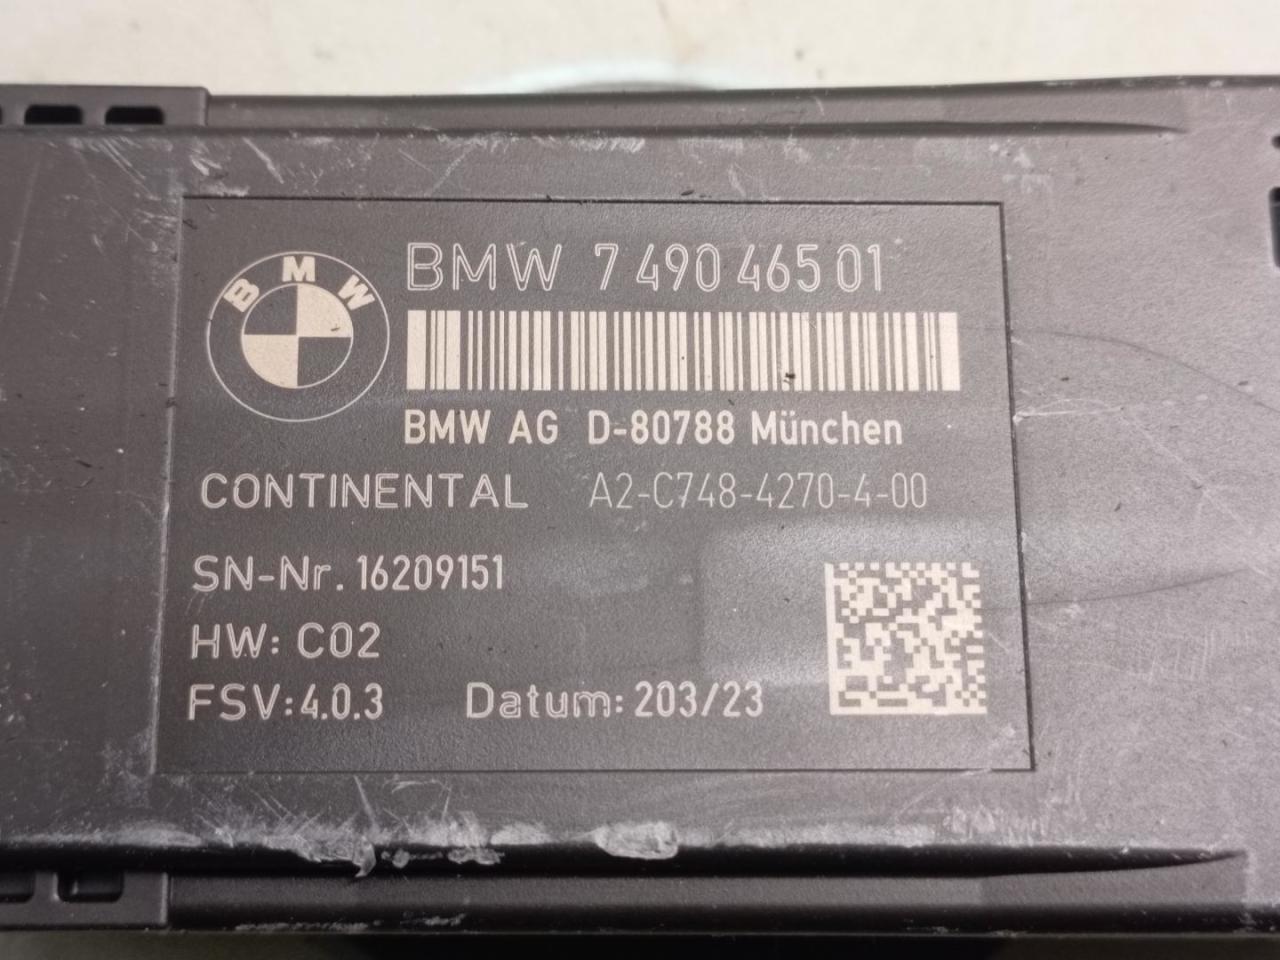 BMW
BMW 7 490 465 01
BMW AG D-80788 München
CONTINENTAL A2-C748-4270-4-00
SN-Nr. 16209151
HW: C02
FSV:4.0.3 Datum: 203/23